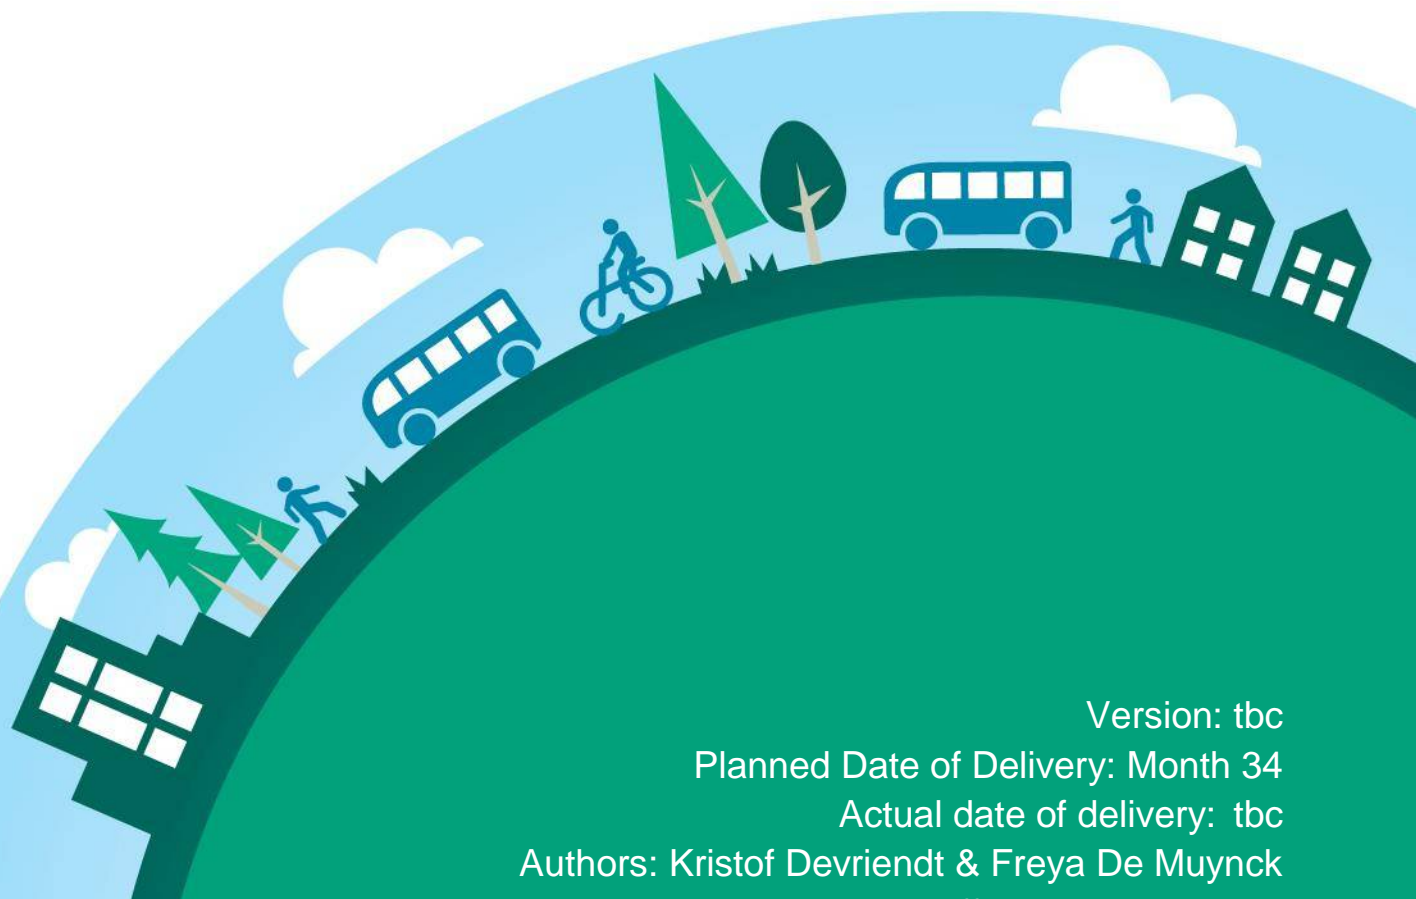 Version: tbc
Planned Date of Delivery: Month 34
Actual date of delivery: tbc
Authors: Kristof Devriendt & Freya De Muynck